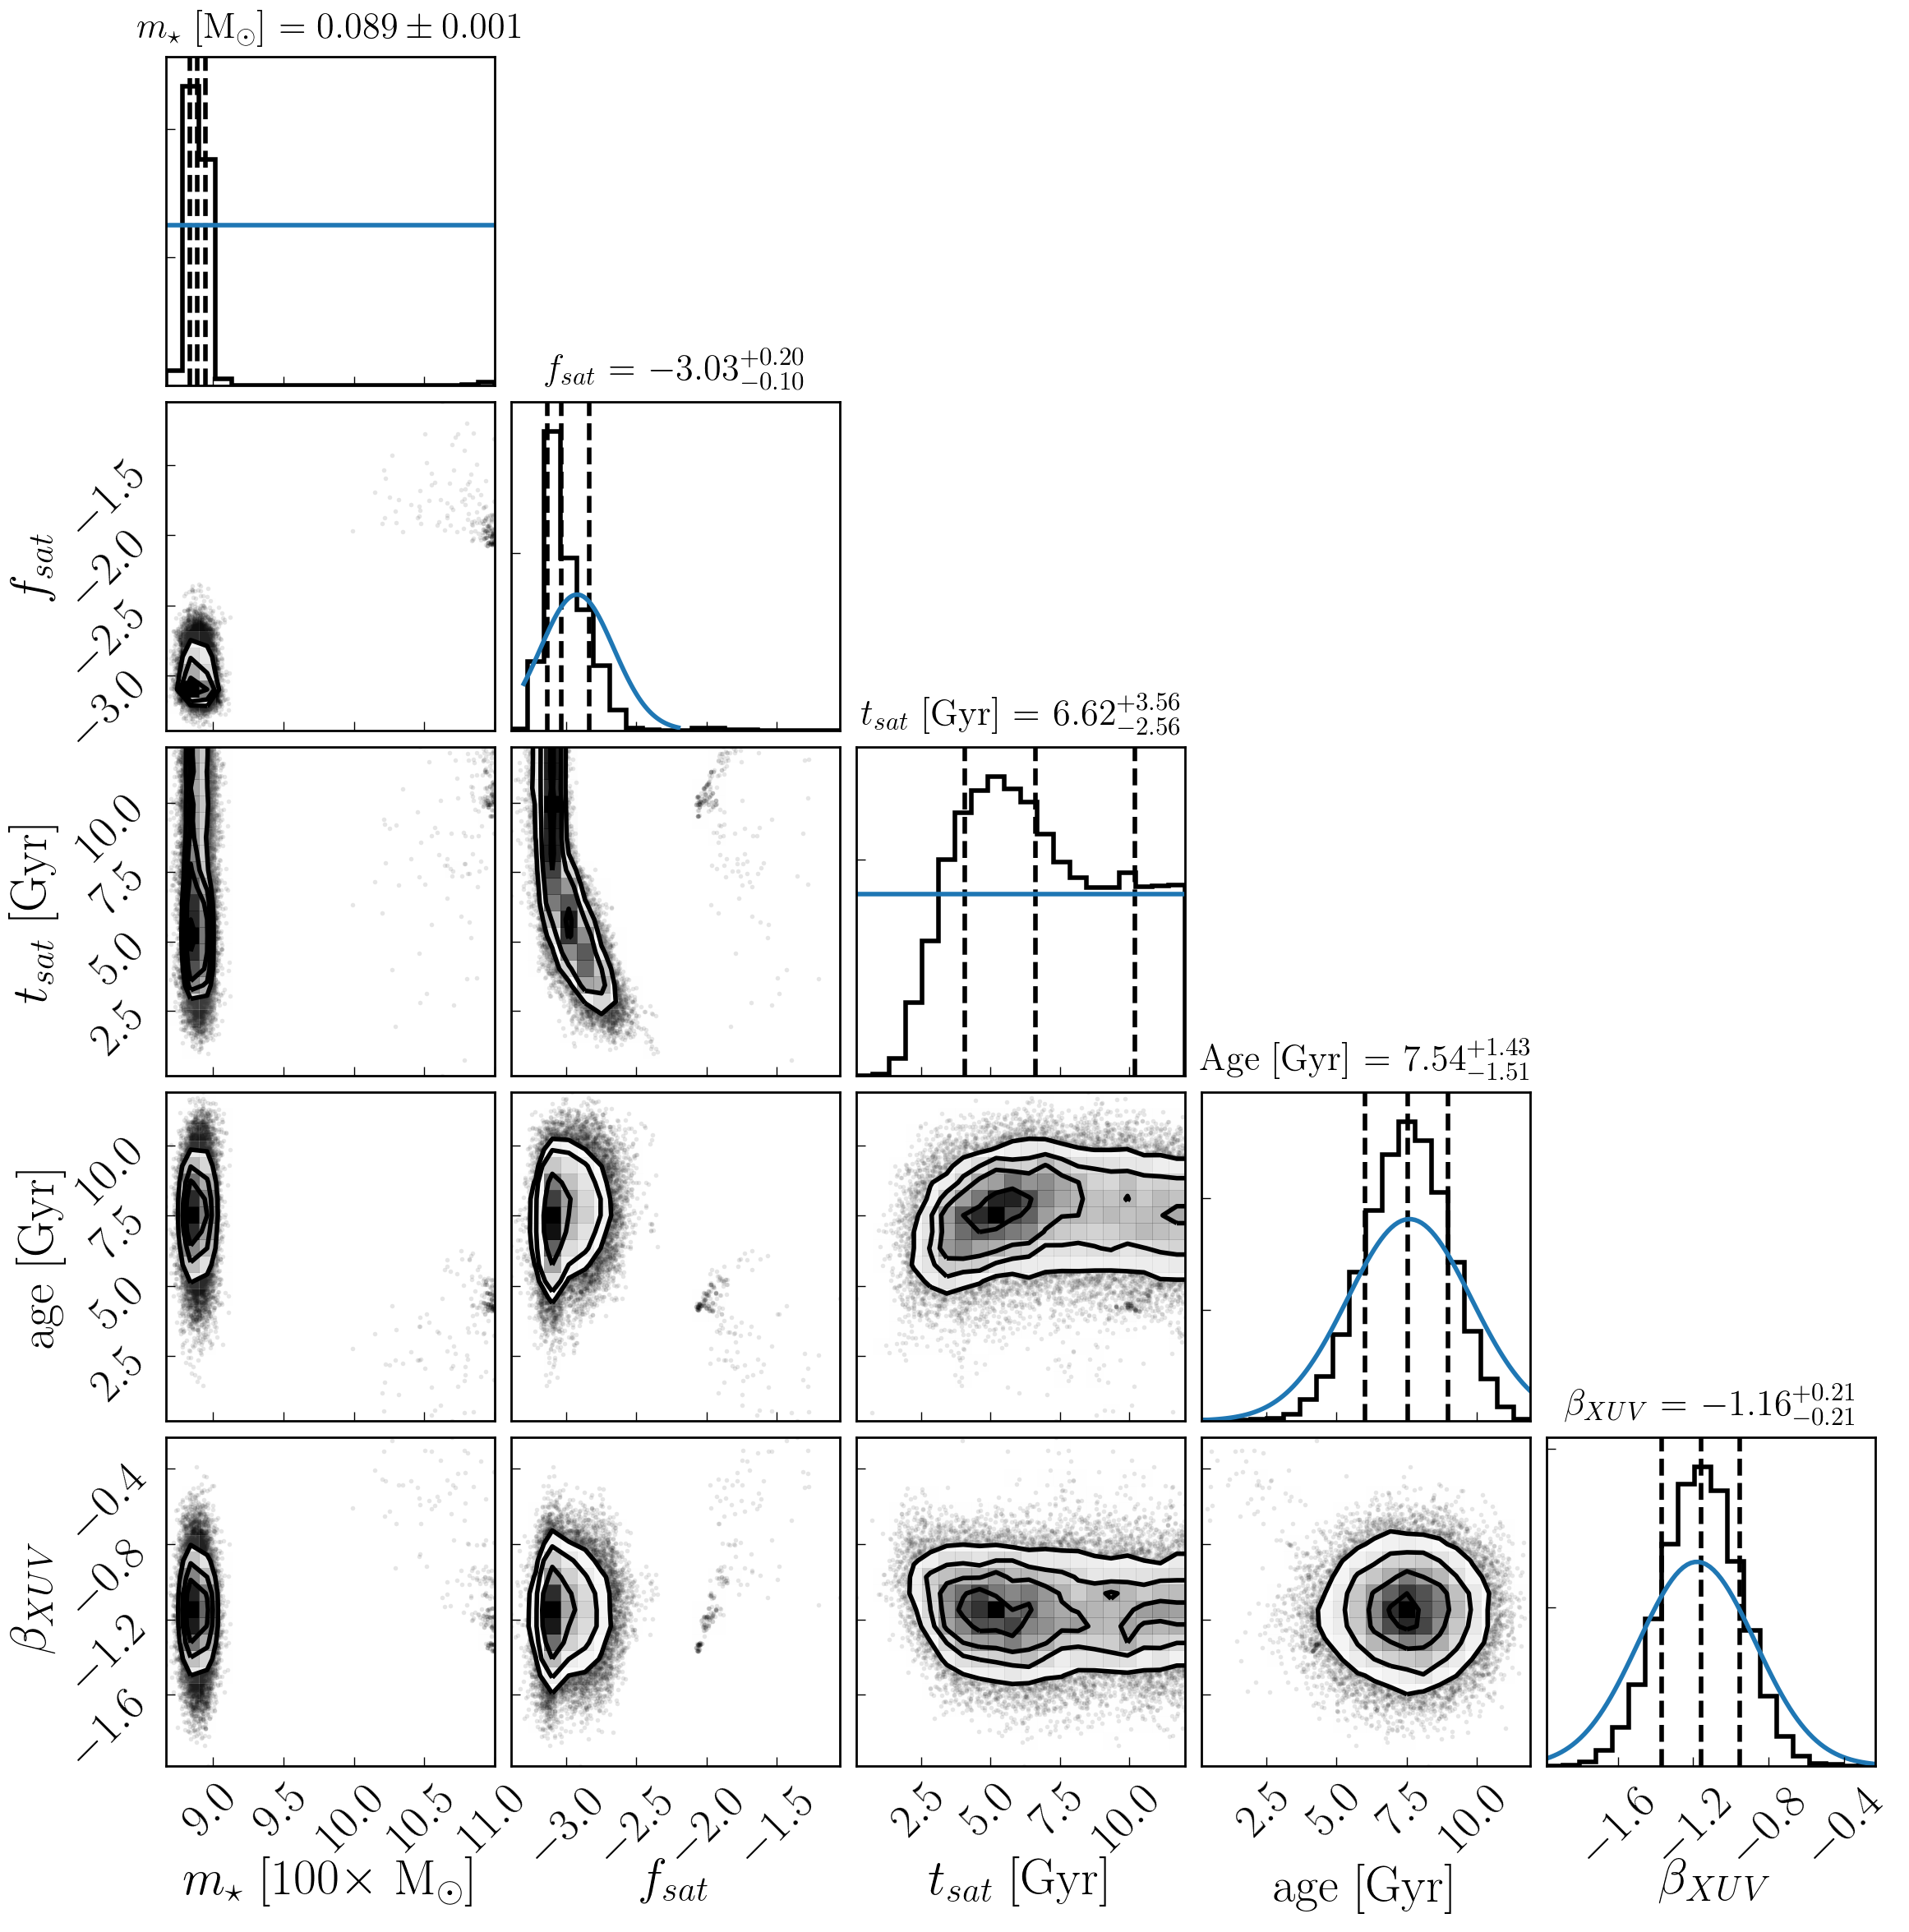 m⋆ [M⊙] = 0.089 ± 0.001
f_sat = −3.03 +0.20 −0.10
−1.5
−2.0
−2.5
−3.0
f_sat
t_sat [Gyr] = 6.62 +3.56 −2.56
10.0
7.5
5.0
2.5
t_sat [Gyr]
Age [Gyr] = 7.54 +1.43 −1.51
10.0
7.5
5.0
2.5
age [Gyr]
β_XUV = −1.16 +0.21 −0.21
−0.4
−0.8
−1.2
−1.6
β_XUV
9.0 9.5 10.0 10.5 11.0
−3.0 −2.5 −2.0 −1.5
2.5 5.0 7.5 10.0
2.5 5.0 7.5 10.0
−1.6 −1.2 −0.8 −0.4
m⋆ [100× M⊙]
f_sat
t_sat [Gyr]
age [Gyr]
β_XUV